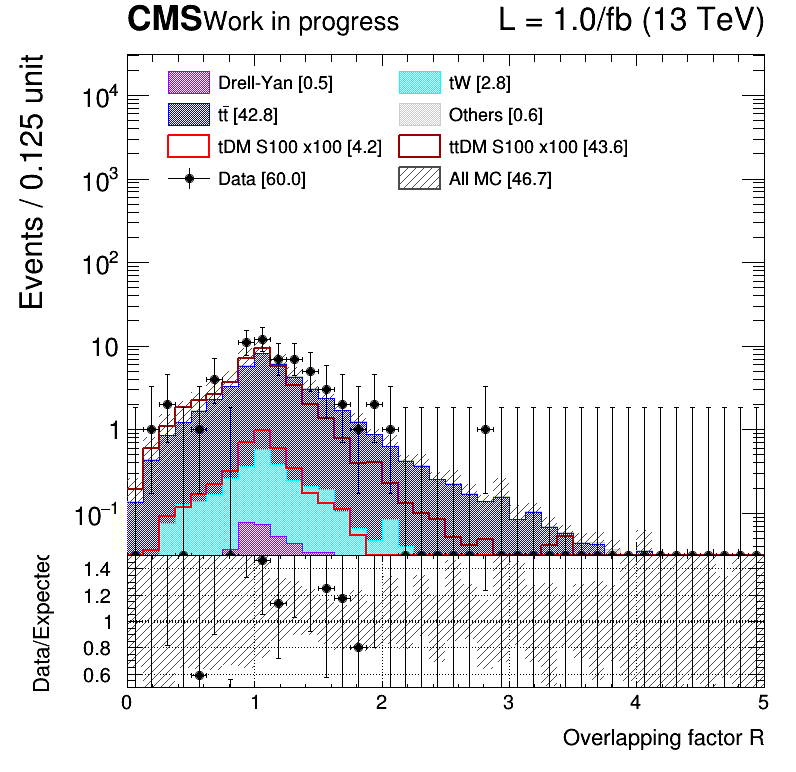 CMS Work in progress L = 1.0/fb (13 TeV)
Events / 0.125 unit
Drell-Yan [0.5] tW [2.8]
tt̄ [42.8] Others [0.6]
tDM S100 x100 [4.2] ttDM S100 x100 [43.6]
Data [60.0] All MC [46.7]
10⁴
10³
10²
10
1
10⁻¹
Data/Expected
1.4
1.2
1
0.8
0.6
0 1 2 3 4 5
Overlapping factor R